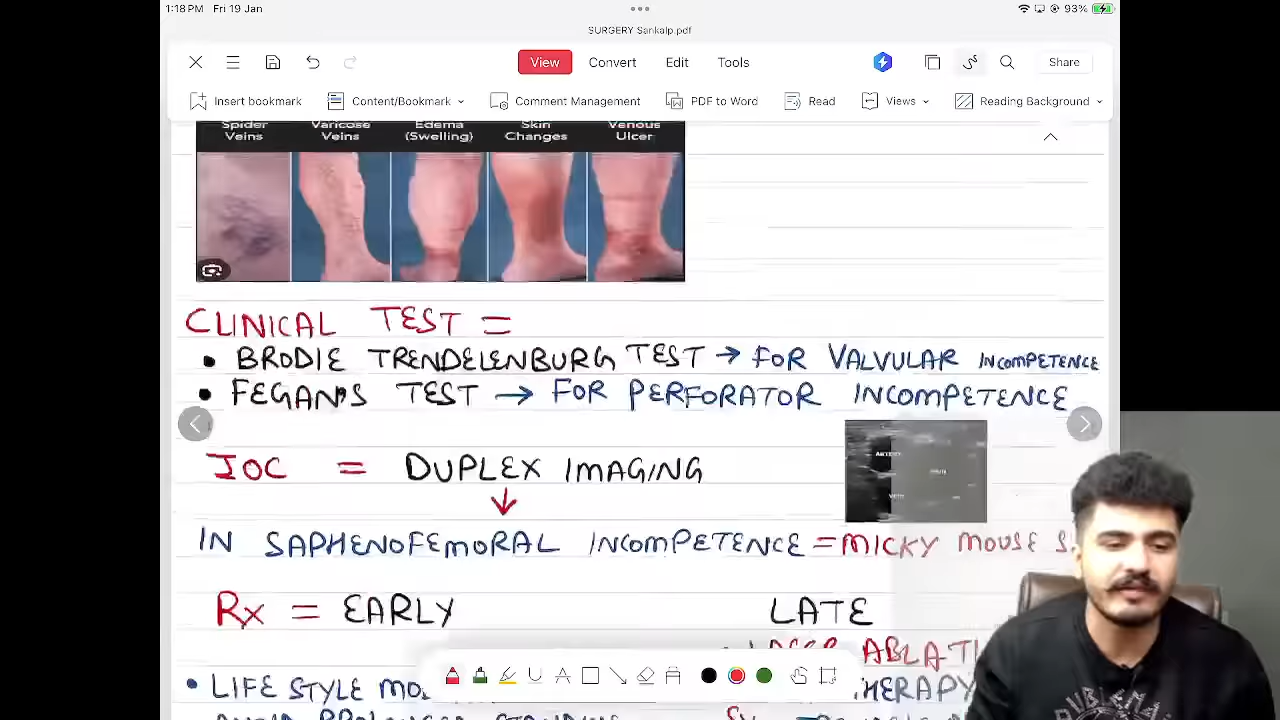 1:18 PM Fri 19 Jan
93%
SURGERY Sankalp.pdf
View Convert Edit Tools Share
Insert bookmark Content/Bookmark Comment Management PDF to Word Read Views Reading Background
Spider Veins
Varicose Veins
Edema (Swelling)
Skin Changes
Venous Ulcer
CLINICAL TEST =
• BRODIE TRENDELENBURG TEST → FOR VALVULAR INCOMPETENCE
• FEGAN'S TEST → FOR PERFORATOR INCOMPETENCE
IOC = DUPLEX IMAGING
↓
IN SAPHENOFEMORAL INCOMPETENCE = MICKY MOUSE S
Rx = EARLY LATE
ABLATI
• LIFE STYLE MO
THERAPY